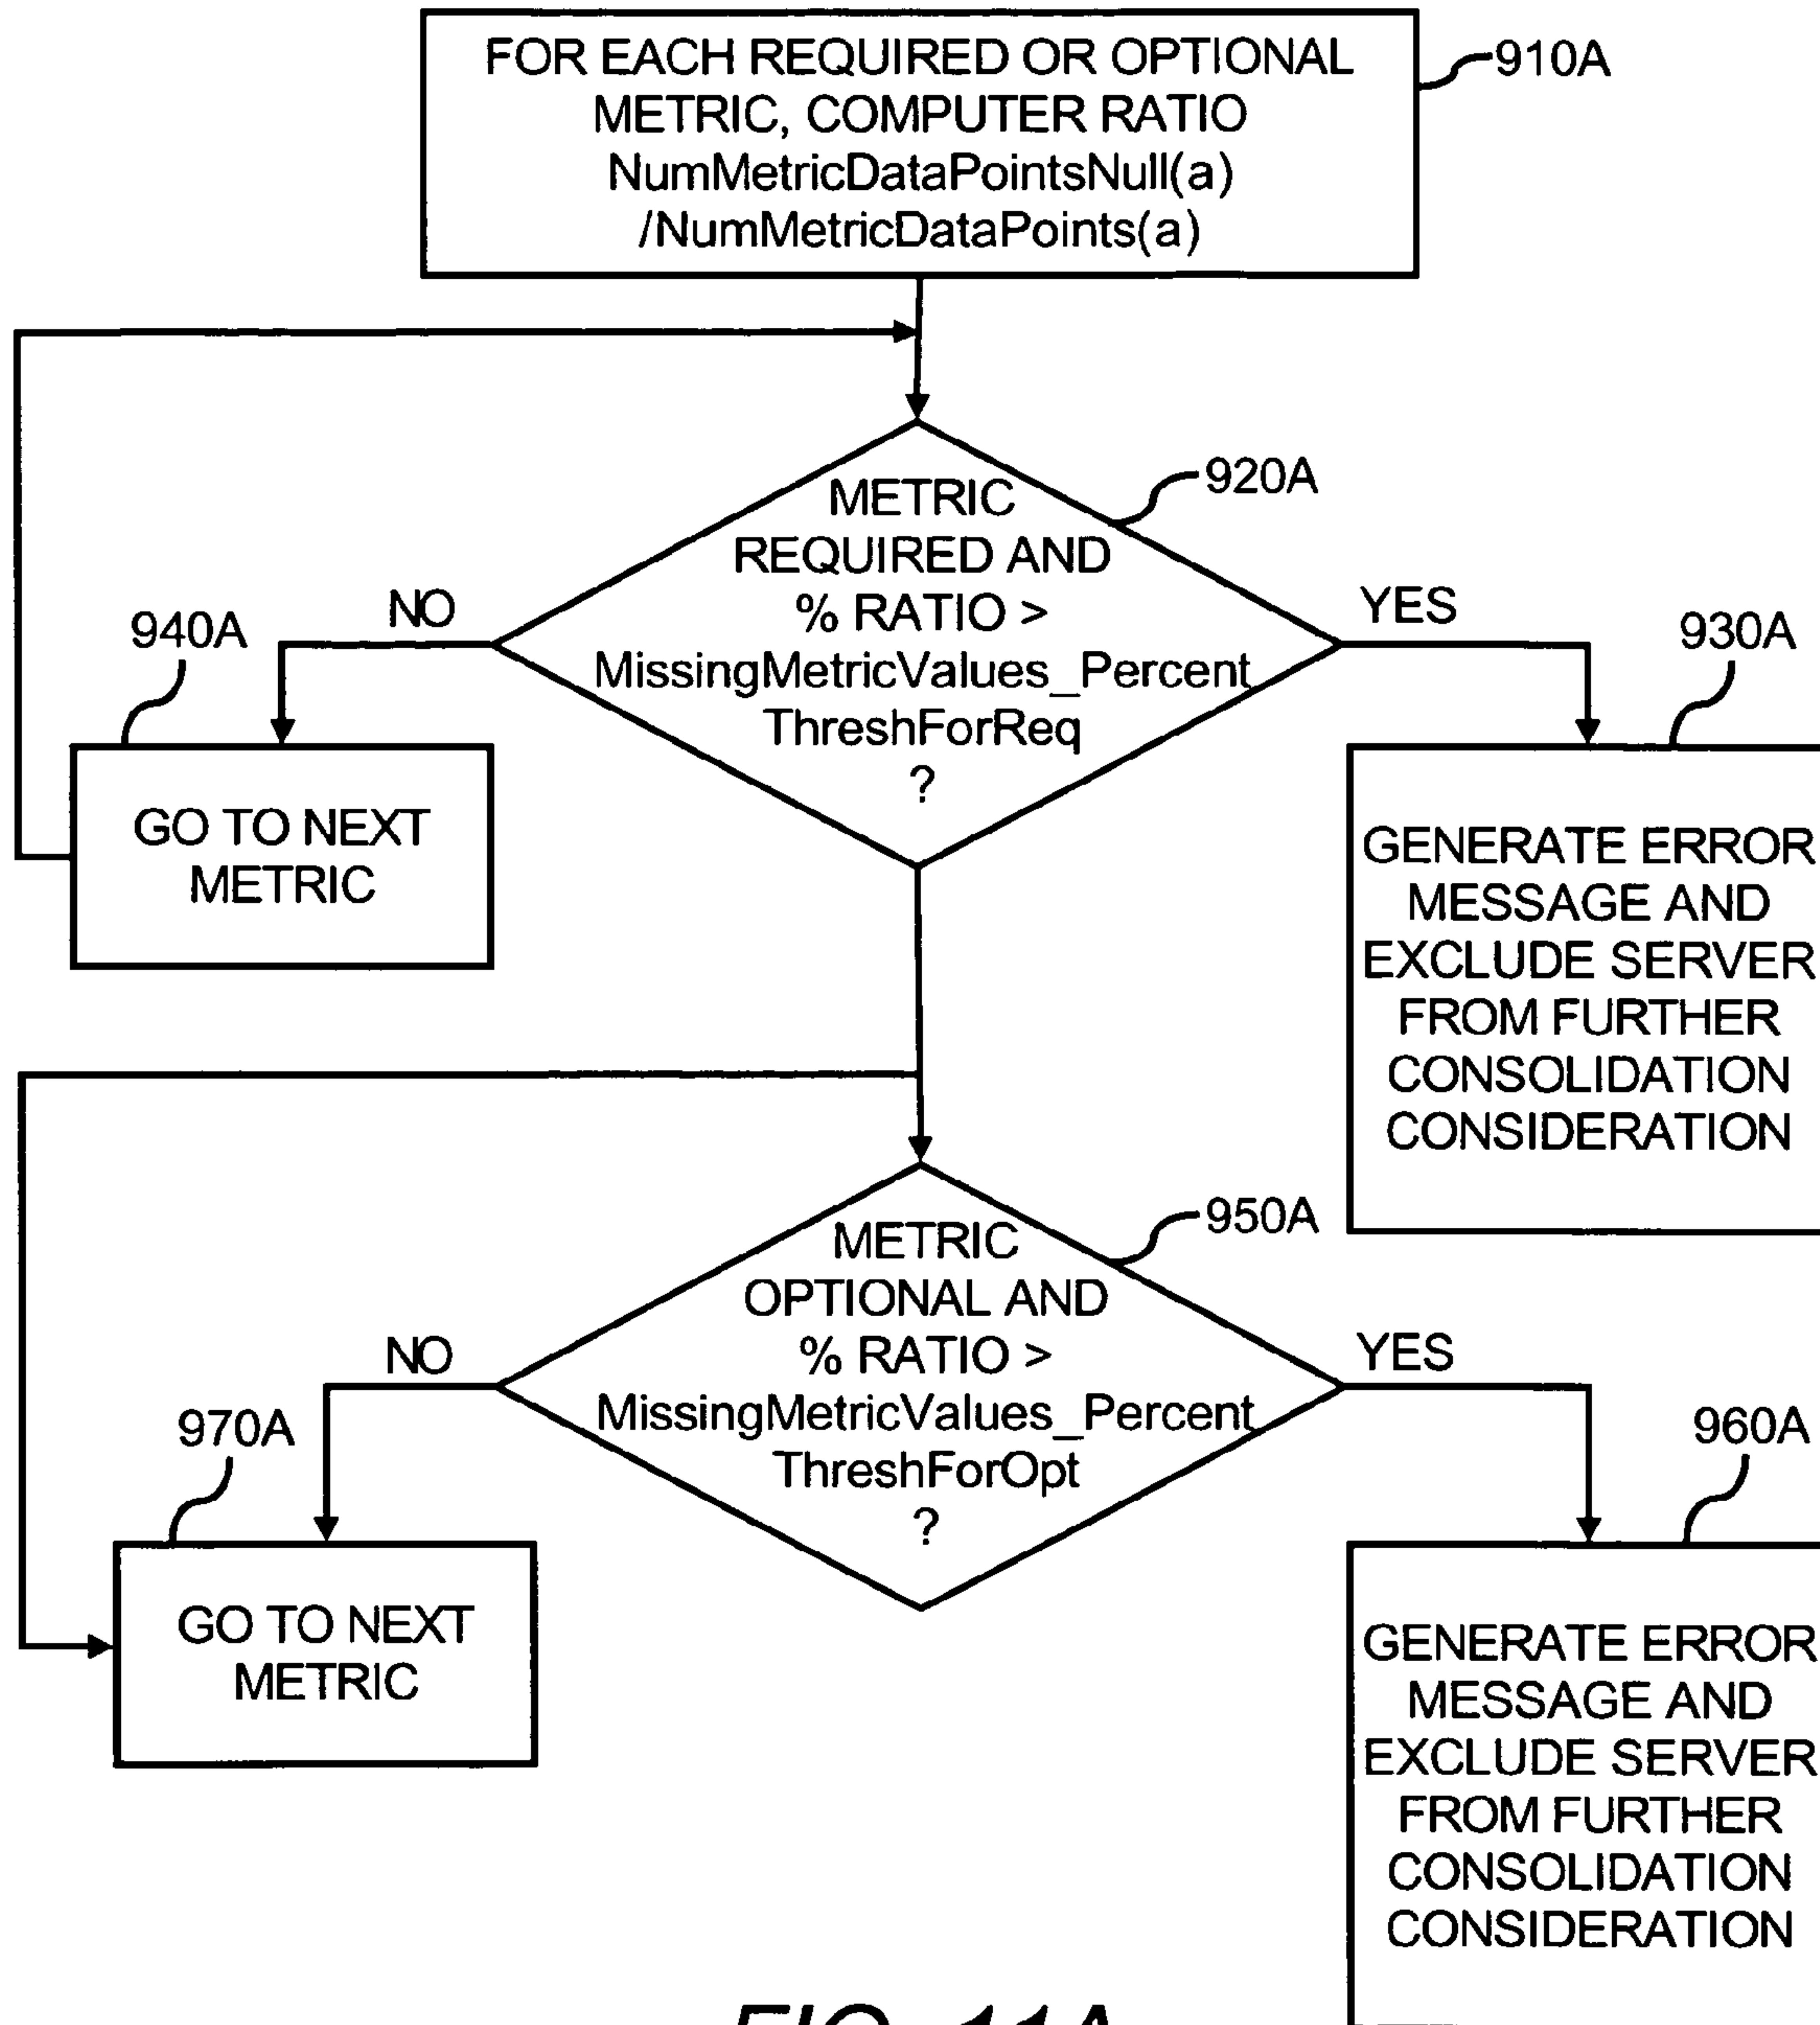 FOR EACH REQUIRED OR OPTIONAL
METRIC, COMPUTER RATIO
NumMetricDataPointsNull(a)
/NumMetricDataPoints(a)
910A
METRIC
REQUIRED AND
% RATIO >
MissingMetricValues_Percent
ThreshForReq
?
920A
NO
YES
940A
GO TO NEXT
METRIC
930A
GENERATE ERROR
MESSAGE AND
EXCLUDE SERVER
FROM FURTHER
CONSOLIDATION
CONSIDERATION
METRIC
OPTIONAL AND
% RATIO >
MissingMetricValues_Percent
ThreshForOpt
?
950A
NO
YES
970A
GO TO NEXT
METRIC
960A
GENERATE ERROR
MESSAGE AND
EXCLUDE SERVER
FROM FURTHER
CONSOLIDATION
CONSIDERATION
FIG. 11A